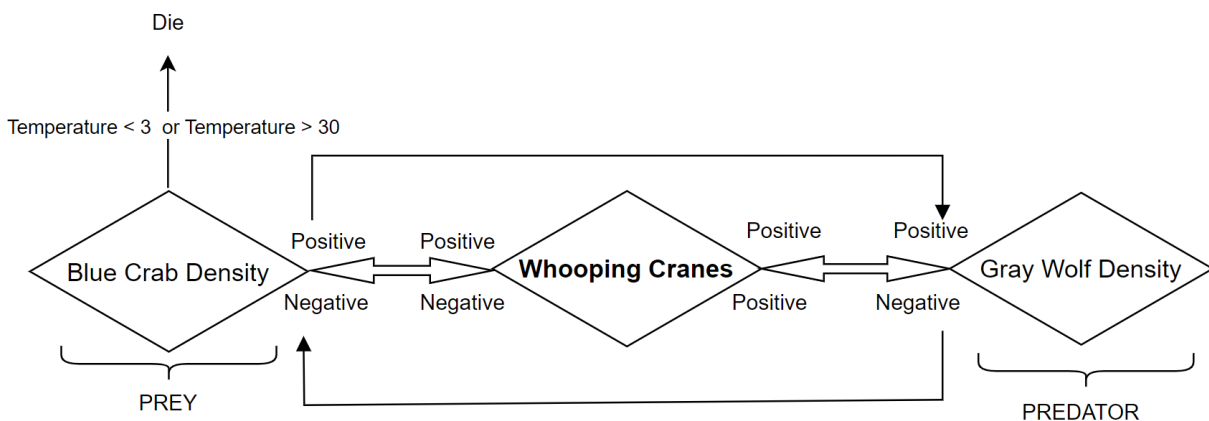 Die
Temperature < 3  or Temperature > 30
Positive
Positive
Positive
Positive
Blue Crab Density
Whooping Cranes
Gray Wolf Density
Negative
Negative
Positive
Negative
PREY
PREDATOR